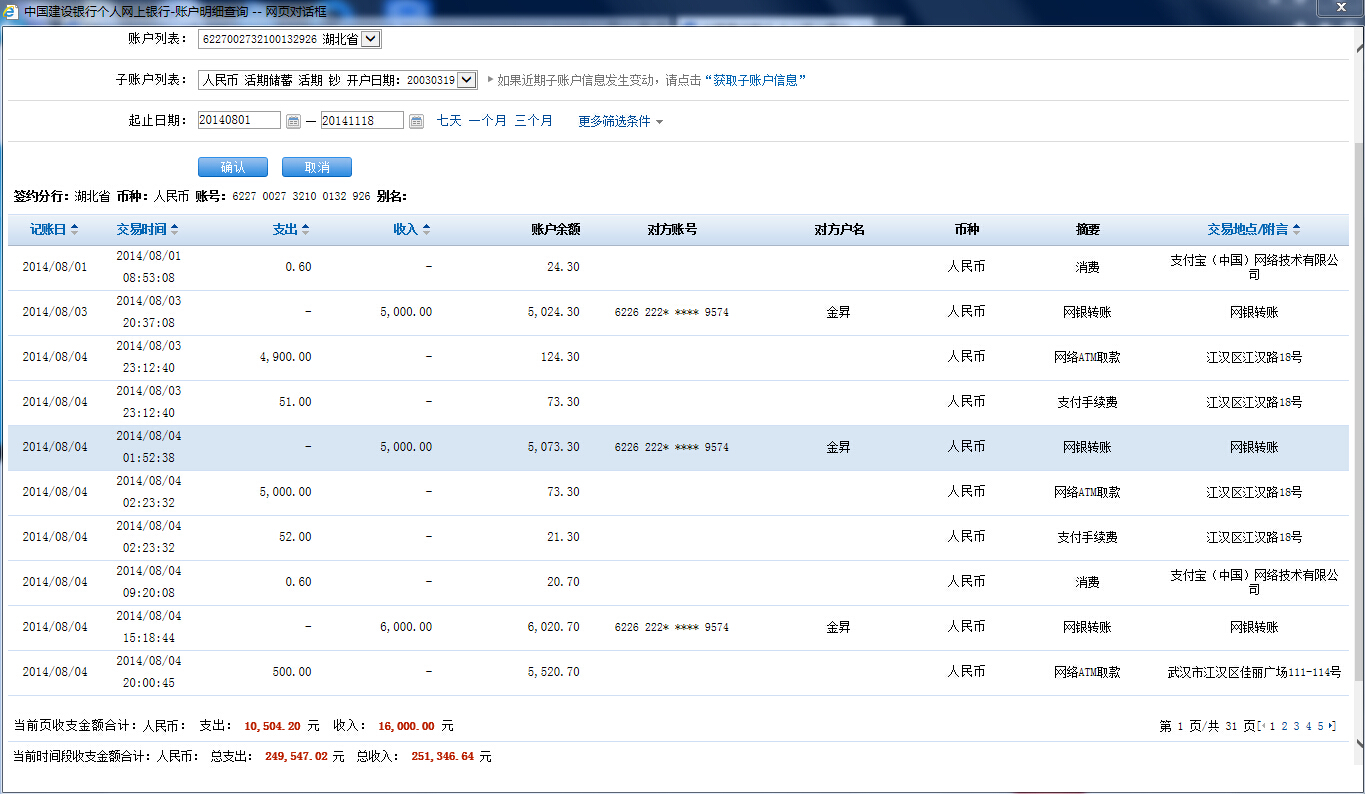 中国建设银行个人网上银行-账户明细查询 -- 网页对话框
账户列表： 6227002732100132926 湖北省
子账户列表： 人民币 活期储蓄 活期 钞 开户日期：20030319 如果近期子账户信息发生变动，请点击“获取子账户信息”
起止日期： 20140801 — 20141118 七天 一个月 三个月 更多筛选条件
确认 取消
签约分行：湖北省 币种：人民币 账号：6227 0027 3210 0132 926 别名：
记账日 交易时间 支出 收入 账户余额 对方账号 对方户名 币种 摘要 交易地点/附言
2014/08/01 2014/08/01 08:53:08 0.60 - 24.30 人民币 消费 支付宝（中国）网络技术有限公司
2014/08/03 2014/08/03 20:37:08 - 5,000.00 5,024.30 6226 222* **** 9574 金昇 人民币 网银转账 网银转账
2014/08/04 2014/08/03 23:12:40 4,900.00 - 124.30 人民币 网络ATM取款 江汉区江汉路18号
2014/08/04 2014/08/03 23:12:40 51.00 - 73.30 人民币 支付手续费 江汉区江汉路18号
2014/08/04 2014/08/04 01:52:38 - 5,000.00 5,073.30 6226 222* **** 9574 金昇 人民币 网银转账 网银转账
2014/08/04 2014/08/04 02:23:32 5,000.00 - 73.30 人民币 网络ATM取款 江汉区江汉路18号
2014/08/04 2014/08/04 02:23:32 52.00 - 21.30 人民币 支付手续费 江汉区江汉路18号
2014/08/04 2014/08/04 09:20:08 0.60 - 20.70 人民币 消费 支付宝（中国）网络技术有限公司
2014/08/04 2014/08/04 15:18:44 - 6,000.00 6,020.70 6226 222* **** 9574 金昇 人民币 网银转账 网银转账
2014/08/04 2014/08/04 20:00:45 500.00 - 5,520.70 人民币 网络ATM取款 武汉市江汉区佳丽广场111-114号
当前页收支金额合计：人民币： 支出： 10,504.20 元 收入： 16,000.00 元 第 1 页/共 31 页[ 1 2 3 4 5 ]
当前时间段收支金额合计：人民币： 总支出： 249,547.02 元 总收入： 251,346.64 元